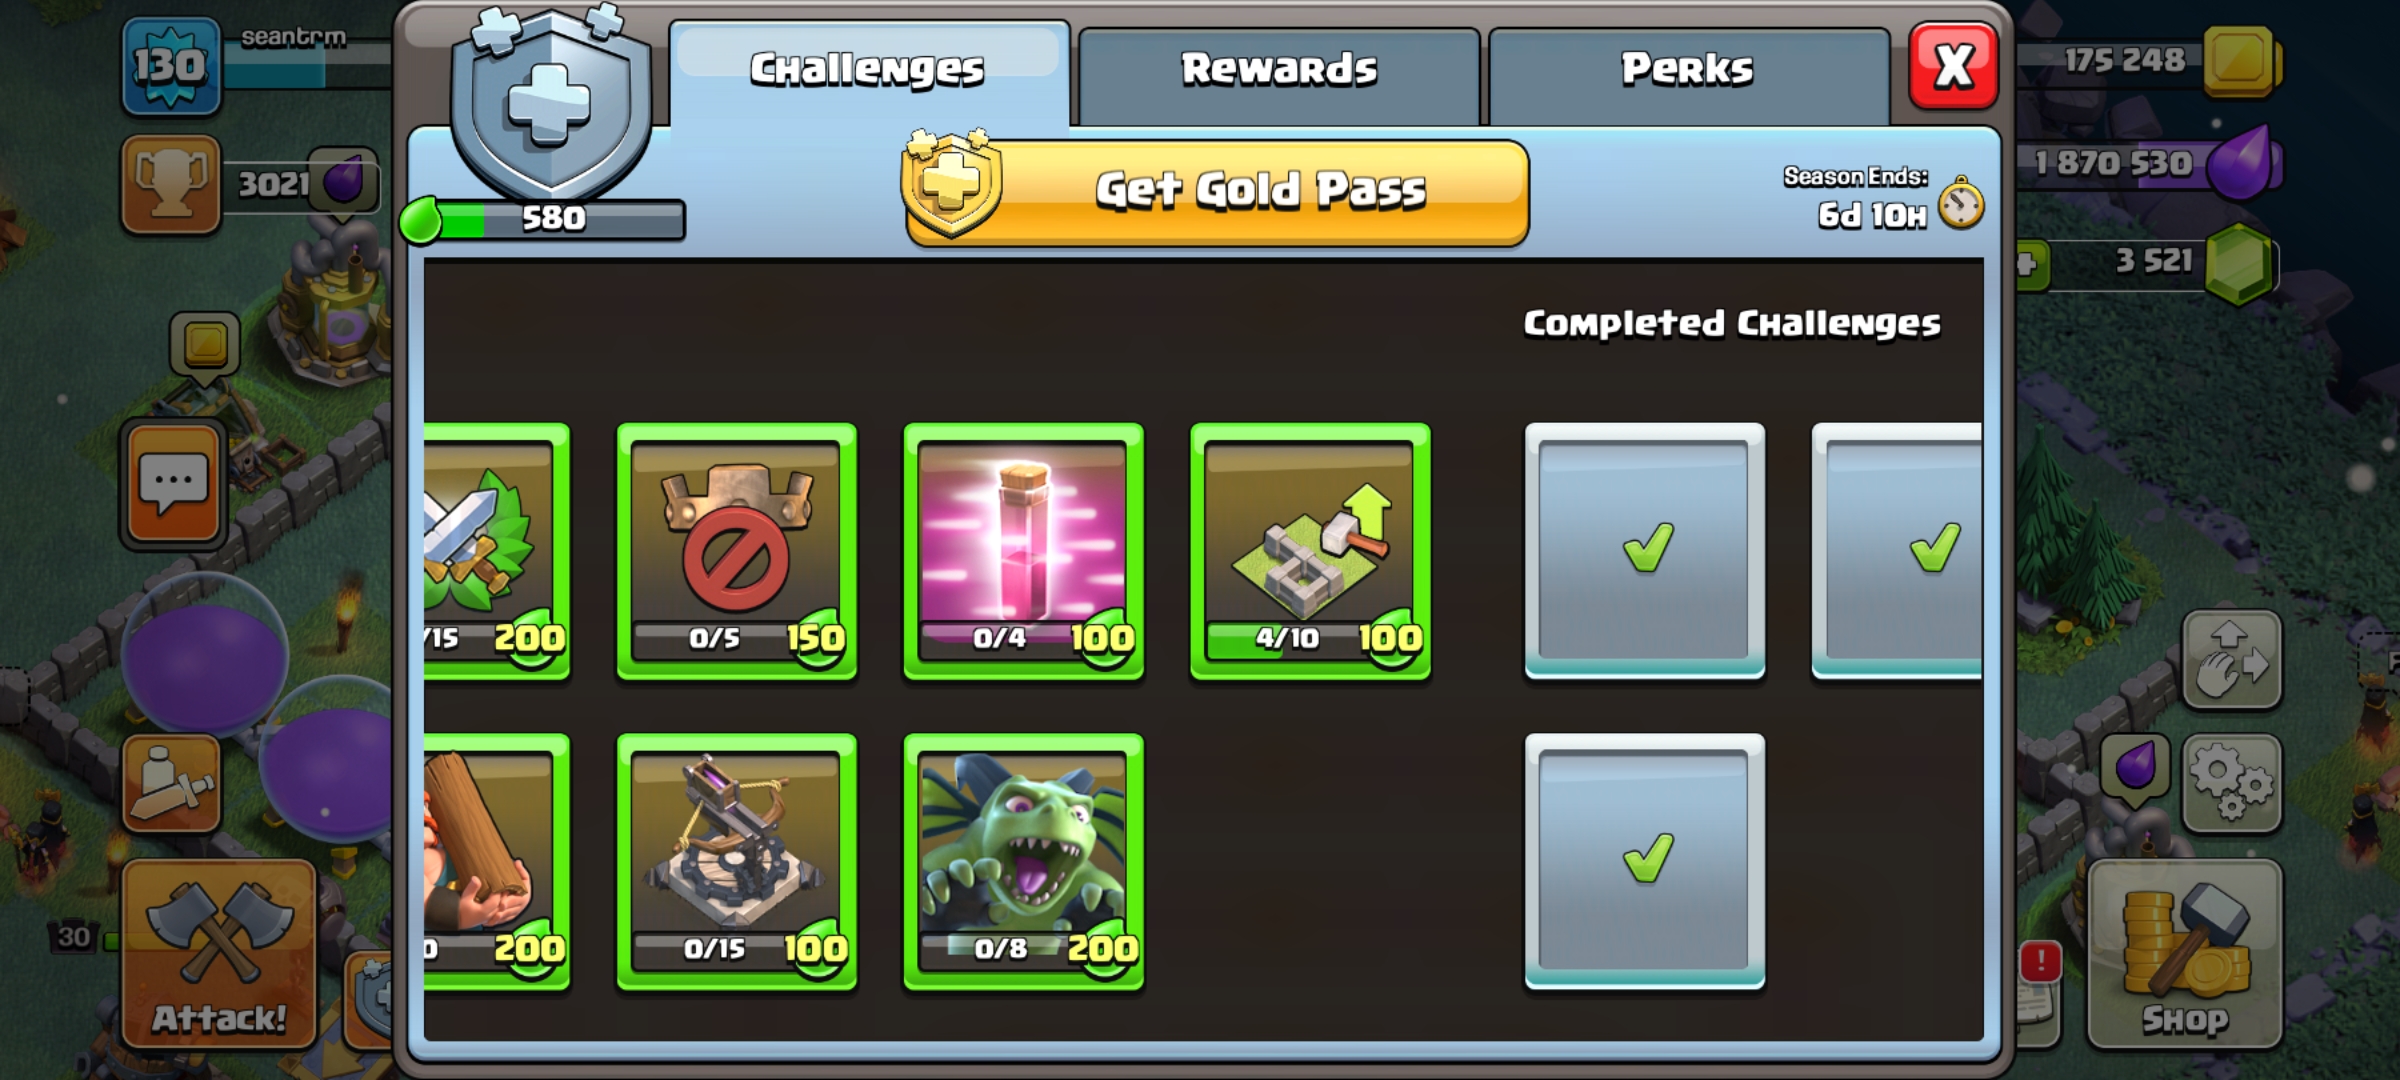 130
seantrm
3021
Challenges
Rewards
Perks
X
175 248
1 870 530
3 521
580
Get Gold Pass
Season Ends:
6d 10H
Completed Challenges
/15
200
0/5
150
0/4
100
4/10
100
0
200
0/15
100
0/8
200
30
Attack!
!
Shop